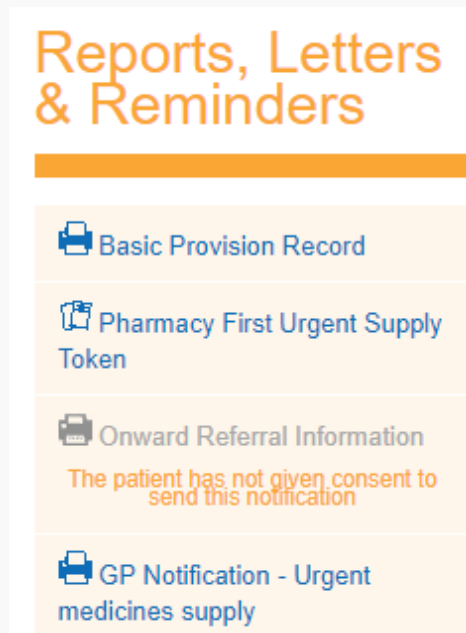 Reports, Letters
& Reminders
Basic Provision Record
Pharmacy First Urgent Supply
Token
Onward Referral Information
The patient has not given consent to
send this notification
GP Notification - Urgent
medicines supply